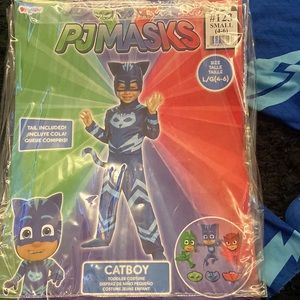 PJMASKS
#123
SMALL
(4-6)
SIZE
TALLE
TAILLE
L/G(4-6)
TAIL INCLUDED!
¡INCLUYE COLA!
QUEUE COMPRIS!
CATBOY
TODDLER COSTUME
DISFRAZ DE NIÑO PEQUEÑO
COSTUME JEUNE ENFANT